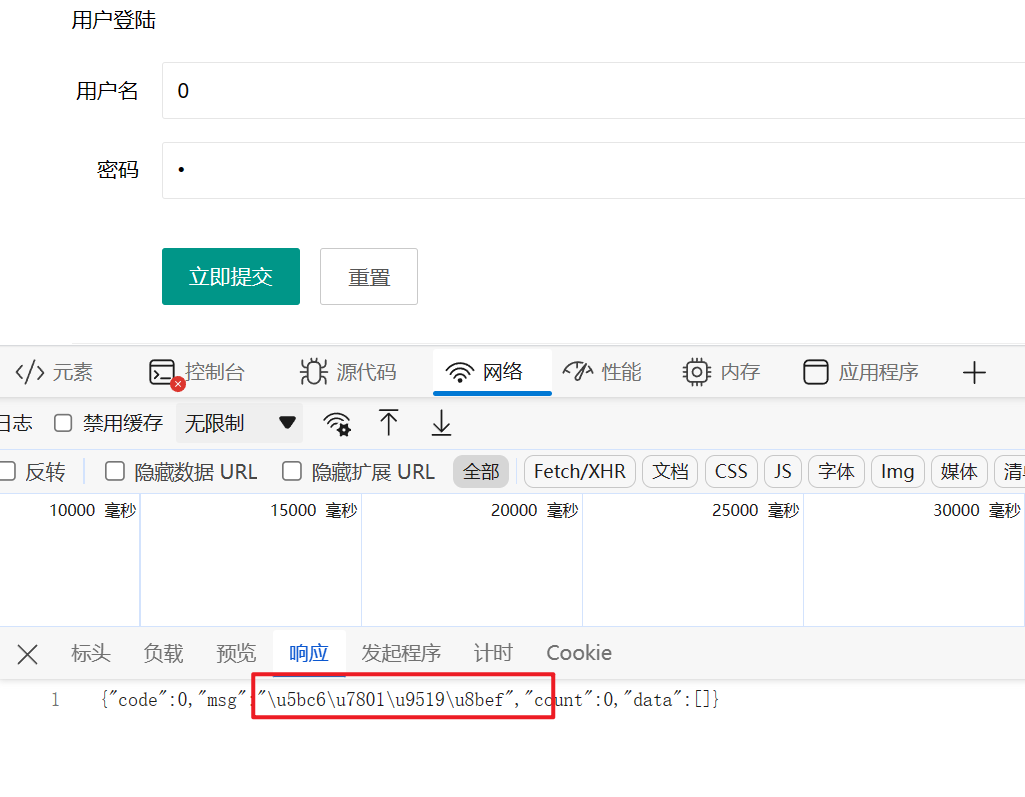 用户登陆
用户名 0
密码 •
立即提交 重置
元素 控制台 源代码 网络 性能 内存 应用程序
日志 禁用缓存 无限制
反转 隐藏数据 URL 隐藏扩展 URL 全部 Fetch/XHR 文档 CSS JS 字体 Img 媒体 清单
10000 毫秒 15000 毫秒 20000 毫秒 25000 毫秒 30000 毫秒
标头 负载 预览 响应 发起程序 计时 Cookie
1 {"code":0,"msg":"\u5bc6\u7801\u9519\u8bef","count":0,"data":[]}